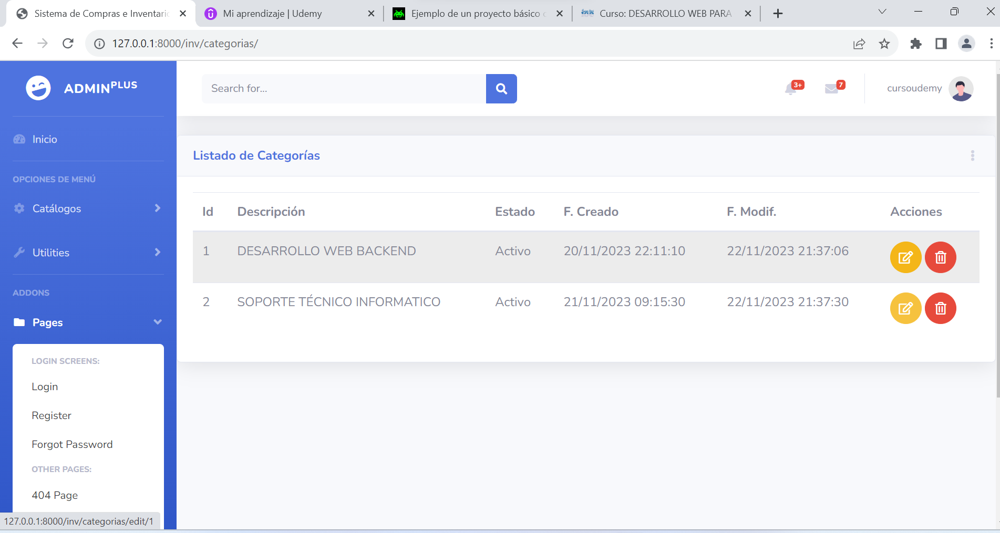 Sistema de Compras e Inventario
Mi aprendizaje | Udemy
Ejemplo de un proyecto básico
Curso: DESARROLLO WEB PARA
127.0.0.1:8000/inv/categorias/
ADMINPLUS
Search for...
3+
7
cursoudemy
Inicio
OPCIONES DE MENÚ
Catálogos
Utilities
ADDONS
Pages
LOGIN SCREENS:
Login
Register
Forgot Password
OTHER PAGES:
404 Page
127.0.0.1:8000/inv/categorias/edit/1
Listado de Categorías
Id Descripción Estado F. Creado F. Modif. Acciones
1 DESARROLLO WEB BACKEND Activo 20/11/2023 22:11:10 22/11/2023 21:37:06
2 SOPORTE TÉCNICO INFORMATICO Activo 21/11/2023 09:15:30 22/11/2023 21:37:30